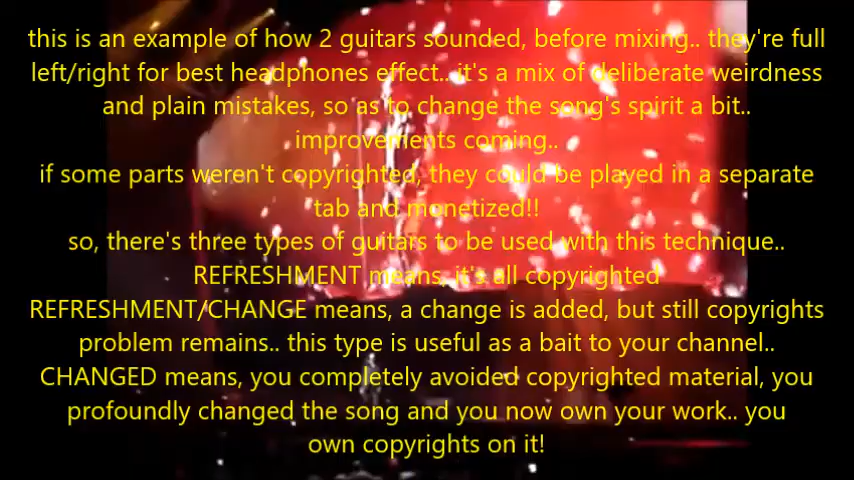 this is an example of how 2 guitars sounded, before mixing.. they're full
left/right for best headphones effect.. it's a mix of deliberate weirdness
and plain mistakes, so as to change the song's spirit a bit..
improvements coming..
if some parts weren't copyrighted, they could be played in a separate
tab and monetized!!
so, there's three types of guitars to be used with this technique..
REFRESHMENT means, it's all copyrighted
REFRESHMENT/CHANGE means, a change is added, but still copyrights
problem remains.. this type is useful as a bait to your channel..
CHANGED means, you completely avoided copyrighted material, you
profoundly changed the song and you now own your work.. you
own copyrights on it!